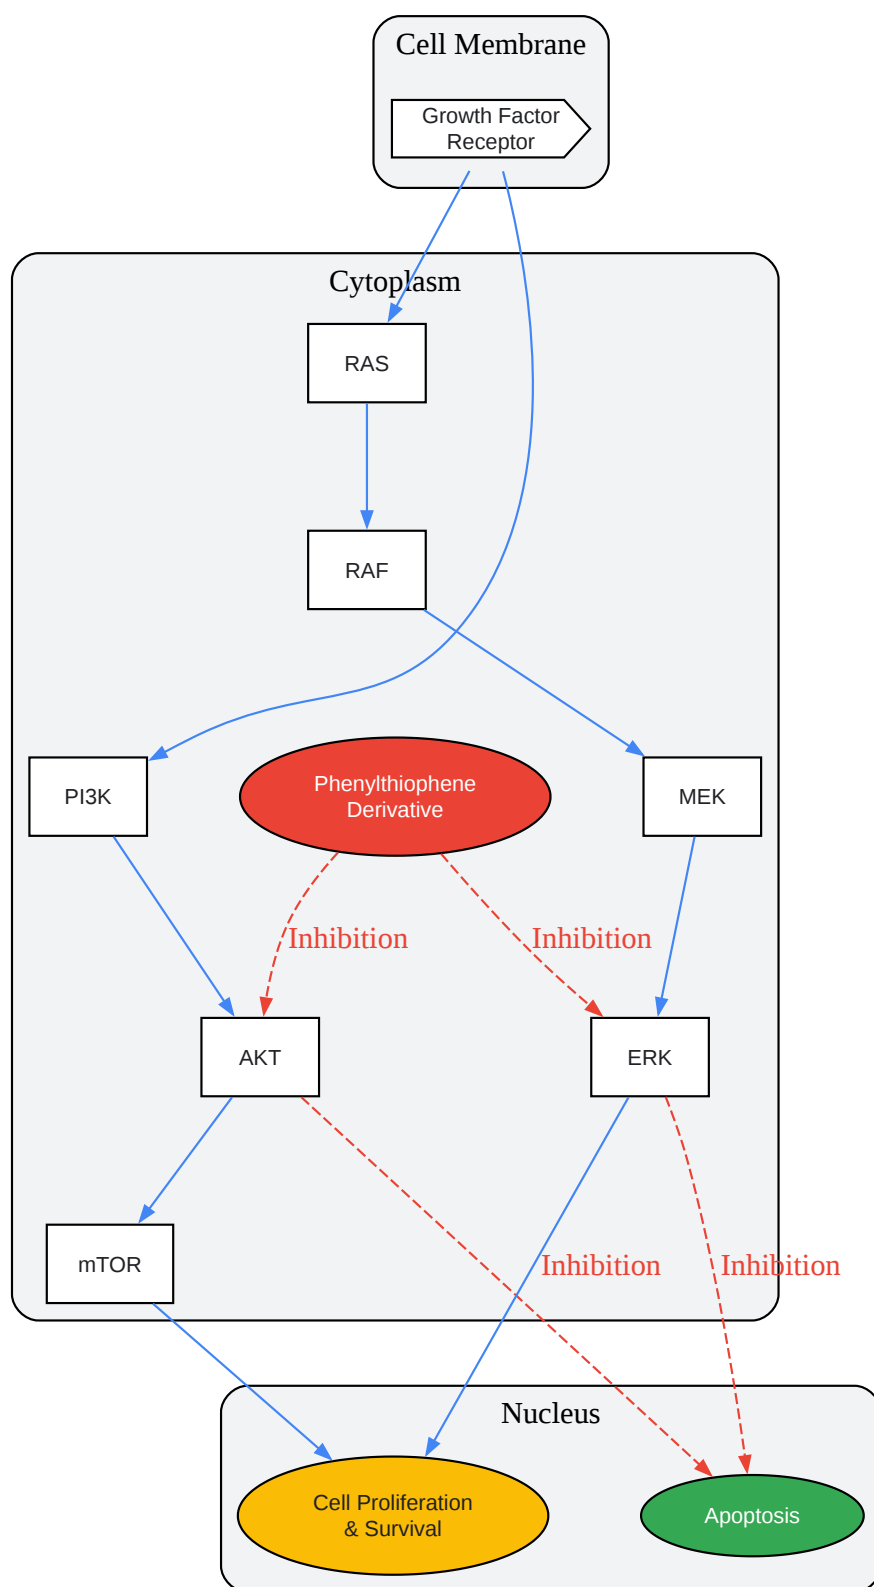 Cell Membrane
Growth Factor
Receptor
Cytoplasm
RAS
RAF
PI3K
Phenylthiophene
Derivative
MEK
Inhibition
Inhibition
AKT
ERK
mTOR
Inhibition
Inhibition
Nucleus
Cell Proliferation
& Survival
Apoptosis